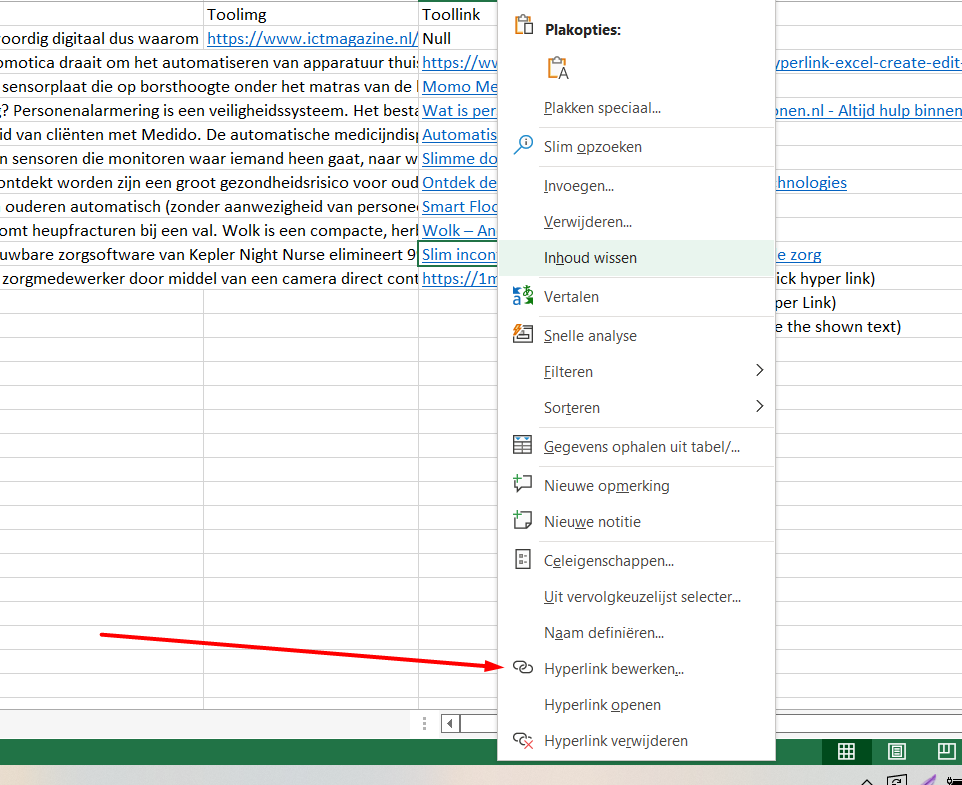 Toolimg Toollink
oordig digitaal dus waarom https://www.ictmagazine.nl/ Null
omotica draait om het automatiseren van apparatuur thuis https://wv yperlink-excel-create-edit-
sensorplaat die op borsthoogte onder het matras van de Momo Me
? Personenalarmering is een veiligheidssysteem. Het besta Wat is per onen.nl - Altijd hulp binnen
id van cliënten met Medido. De automatische medicijndisp Automatis
n sensoren die monitoren waar iemand heen gaat, naar w Slimme do
ontdekt worden zijn een groot gezondheidsrisico voor oud Ontdek de hnologies
ouderen automatisch (zonder aanwezigheid van persone Smart Floo
omt heupfracturen bij een val. Wolk is een compacte, herl Wolk – An
uwbare zorgsoftware van Kepler Night Nurse elimineert 9 Slim incon e zorg
zorgmedewerker door middel van een camera direct cont https://1m ick hyper link)
per Link)
e the shown text)
Plakopties:
A
Plakken speciaal...
Slim opzoeken
Invoegen...
Verwijderen...
Inhoud wissen
Vertalen
Snelle analyse
Filteren
Sorteren
Gegevens ophalen uit tabel/...
Nieuwe opmerking
Nieuwe notitie
Celeigenschappen...
Uit vervolgkeuzelijst selecter...
Naam definiëren...
Hyperlink bewerken...
Hyperlink openen
Hyperlink verwijderen